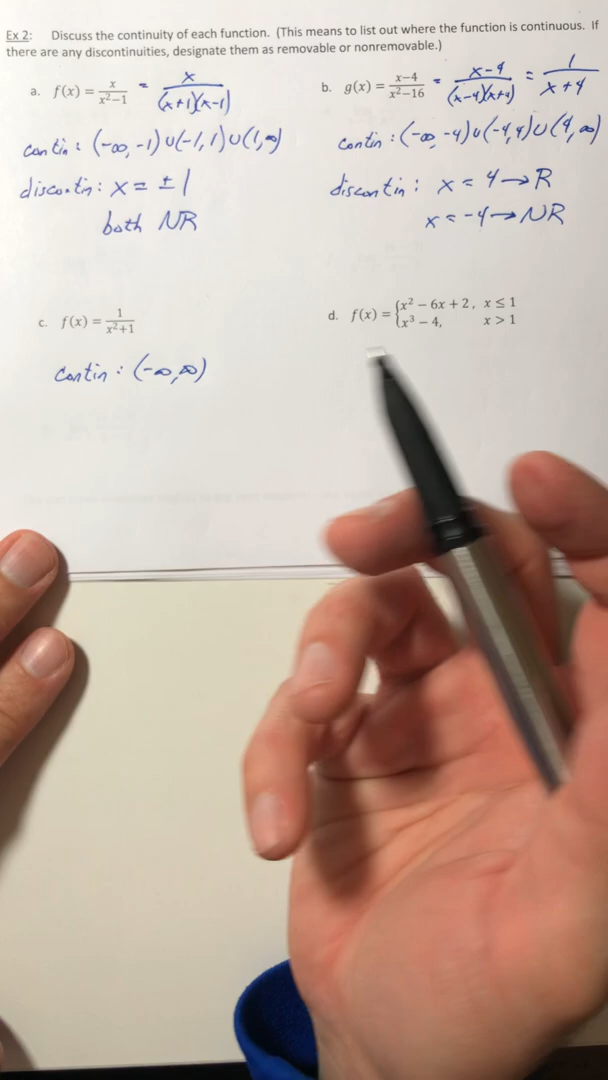 Ex 2: Discuss the continuity of each function. (This means to list out where the function is continuous. If
there are any discontinuities, designate them as removable or nonremovable.)
a. f(x) = x/(x²−1) = x/((x+1)(x-1))
contin: (-∞,-1)∪(-1,1)∪(1,∞)
discontin: x = ±1
both NR
b. g(x) = (x−4)/(x²−16) = (x-4)/((x-4)(x+4)) = 1/(x+4)
contin: (-∞,-4)∪(-4,4)∪(4,∞)
discontin: x = 4 → R
x = -4 → NR
c. f(x) = 1/(x²+1)
contin: (-∞,∞)
d. f(x) = { x² − 6x + 2, x ≤ 1
x³ − 4, x > 1